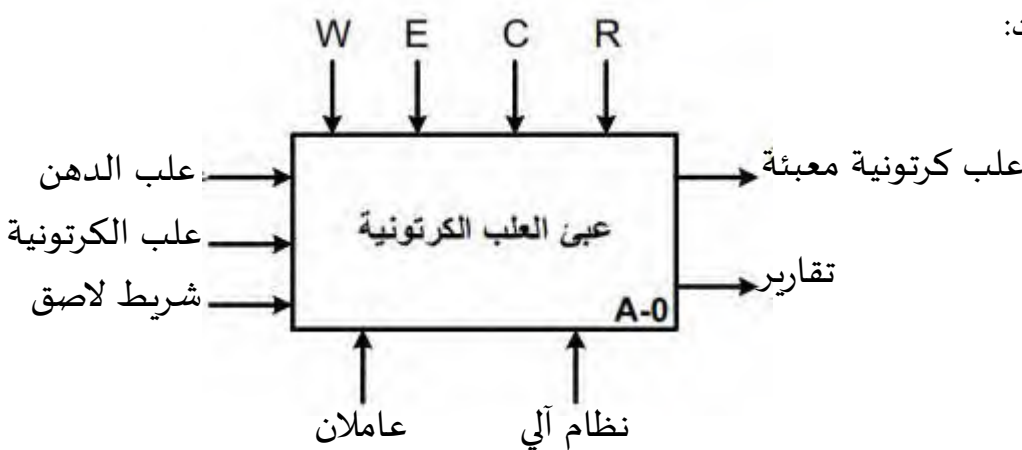 ت:
W E C R
علب الدهن
علب الكرتونية
شريط لاصق
عبئ العلب الكرتونية
A-0
علب كرتونية معبئة
تقارير
عاملان
نظام آلي